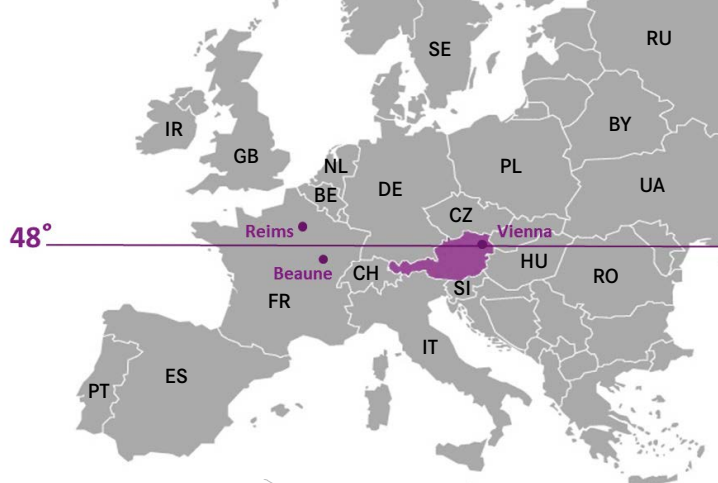 RU
SE
BY
IR
GB
NL
PL
BE
DE
UA
CZ
Reims
Vienna
48°
HU
Beaune
CH
RO
SI
FR
IT
ES
PT